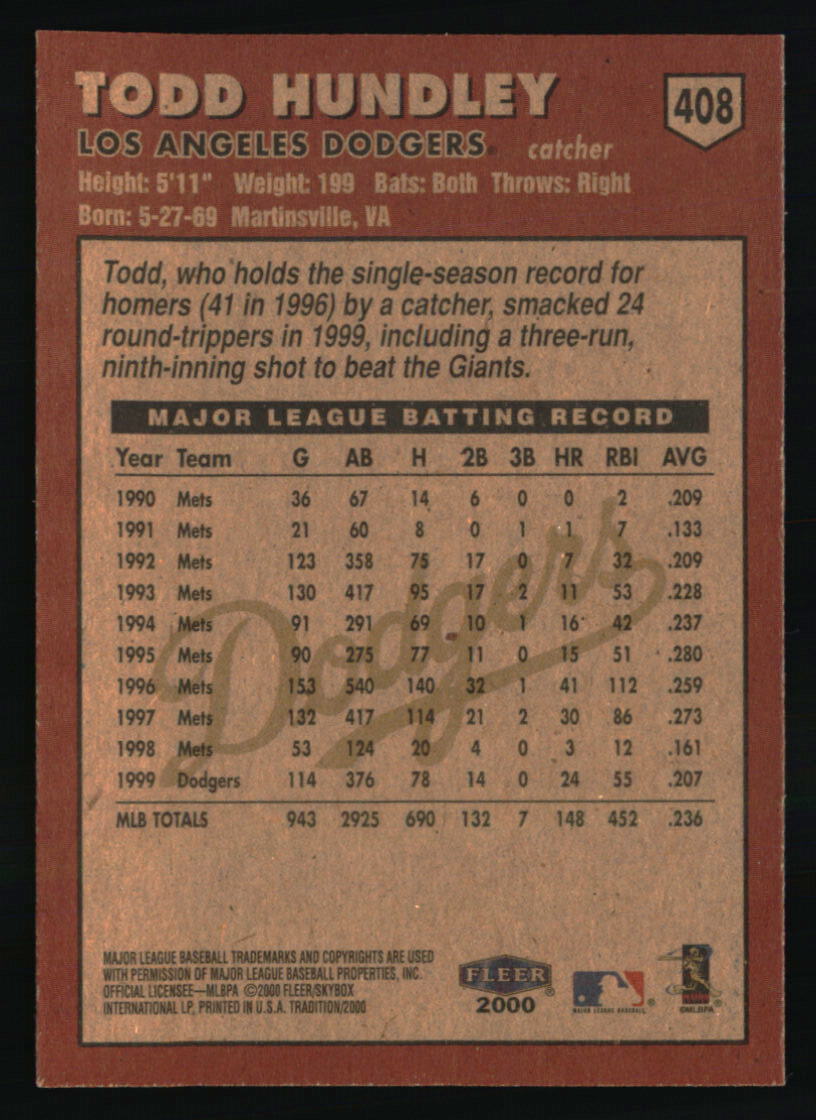 TODD HUNDLEY
408
LOS ANGELES DODGERS® catcher
Height: 5'11" Weight: 199 Bats: Both Throws: Right
Born: 5-27-69 Martinsville, VA
Todd, who holds the single-season record for
homers (41 in 1996) by a catcher, smacked 24
round-trippers in 1999, including a three-run,
ninth-inning shot to beat the Giants.
MAJOR LEAGUE BATTING RECORD
Year Team G AB H 2B 3B HR RBI AVG
1990 Mets 36 67 14 6 0 0 2 .209
1991 Mets 21 60 8 0 1 1 7 .133
1992 Mets 123 358 75 17 0 7 32 .209
1993 Mets 130 417 95 17 2 11 53 .228
1994 Mets 91 291 69 10 1 16 42 .237
1995 Mets 90 275 77 11 0 15 51 .280
1996 Mets 153 540 140 32 1 41 112 .259
1997 Mets 132 417 114 21 2 30 86 .273
1998 Mets 53 124 20 4 0 3 12 .161
1999 Dodgers 114 376 78 14 0 24 55 .207
MLB TOTALS 943 2925 690 132 7 148 452 .236
Dodgers
MAJOR LEAGUE BASEBALL TRADEMARKS AND COPYRIGHTS ARE USED
WITH PERMISSION OF MAJOR LEAGUE BASEBALL PROPERTIES, INC.
OFFICIAL LICENSEE—MLBPA ©2000 FLEER/SKYBOX
INTERNATIONAL LP, PRINTED IN U.S.A. TRADITION/2000
FLEER®
2000
MAJOR LEAGUE BASEBALL®
©MLBPA